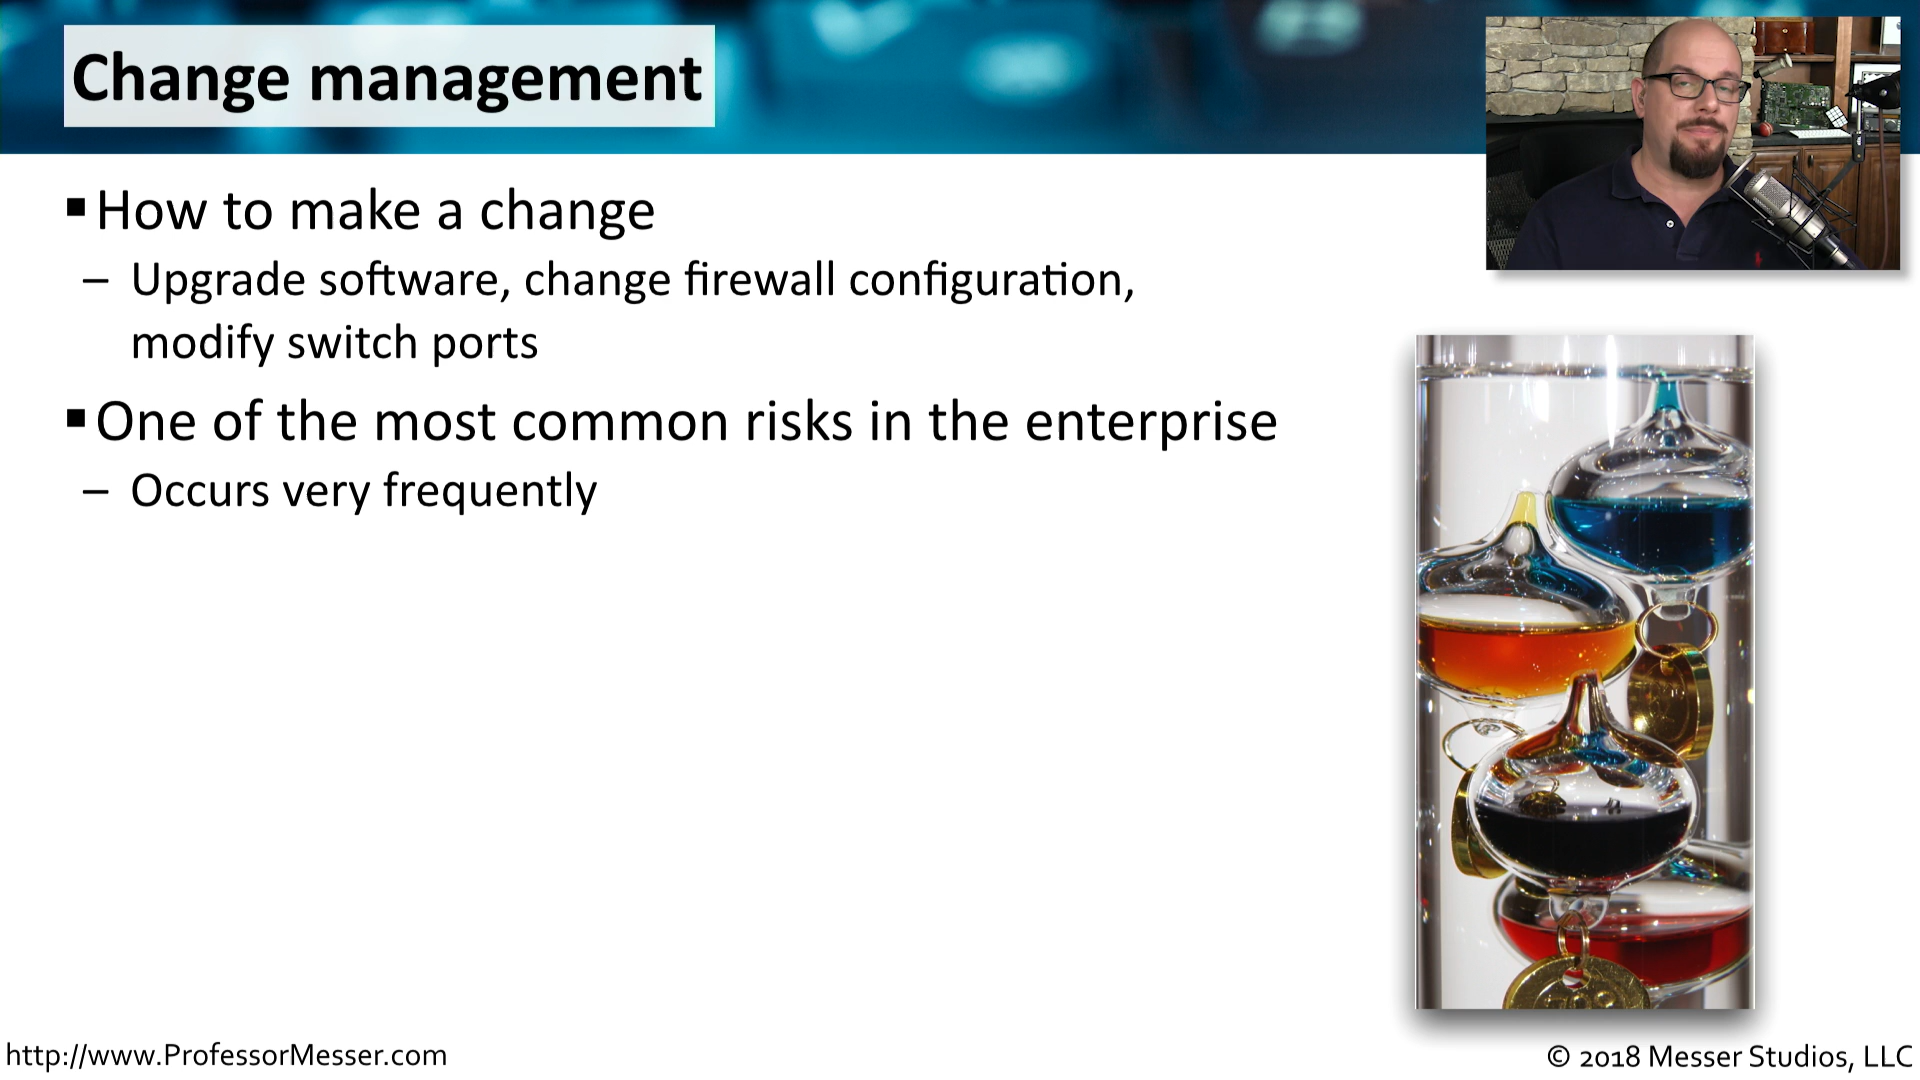 Change management
▪How to make a change
– Upgrade software, change firewall configuration,
modify switch ports
▪One of the most common risks in the enterprise
– Occurs very frequently
http://www.ProfessorMesser.com
© 2018 Messer Studios, LLC